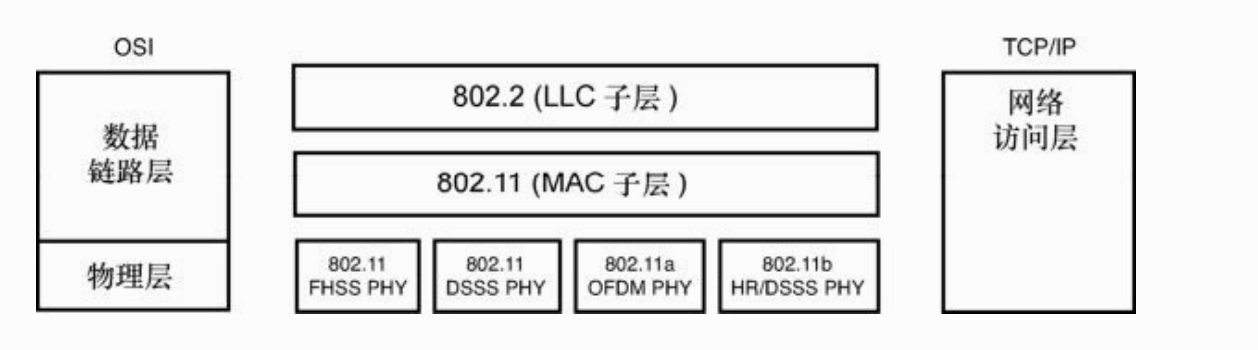 OSI
TCP/IP
数据
链路层
物理层
802.2 (LLC 子层 )
802.11 (MAC 子层 )
802.11
FHSS PHY
802.11
DSSS PHY
802.11a
OFDM PHY
802.11b
HR/DSSS PHY
网络
访问层